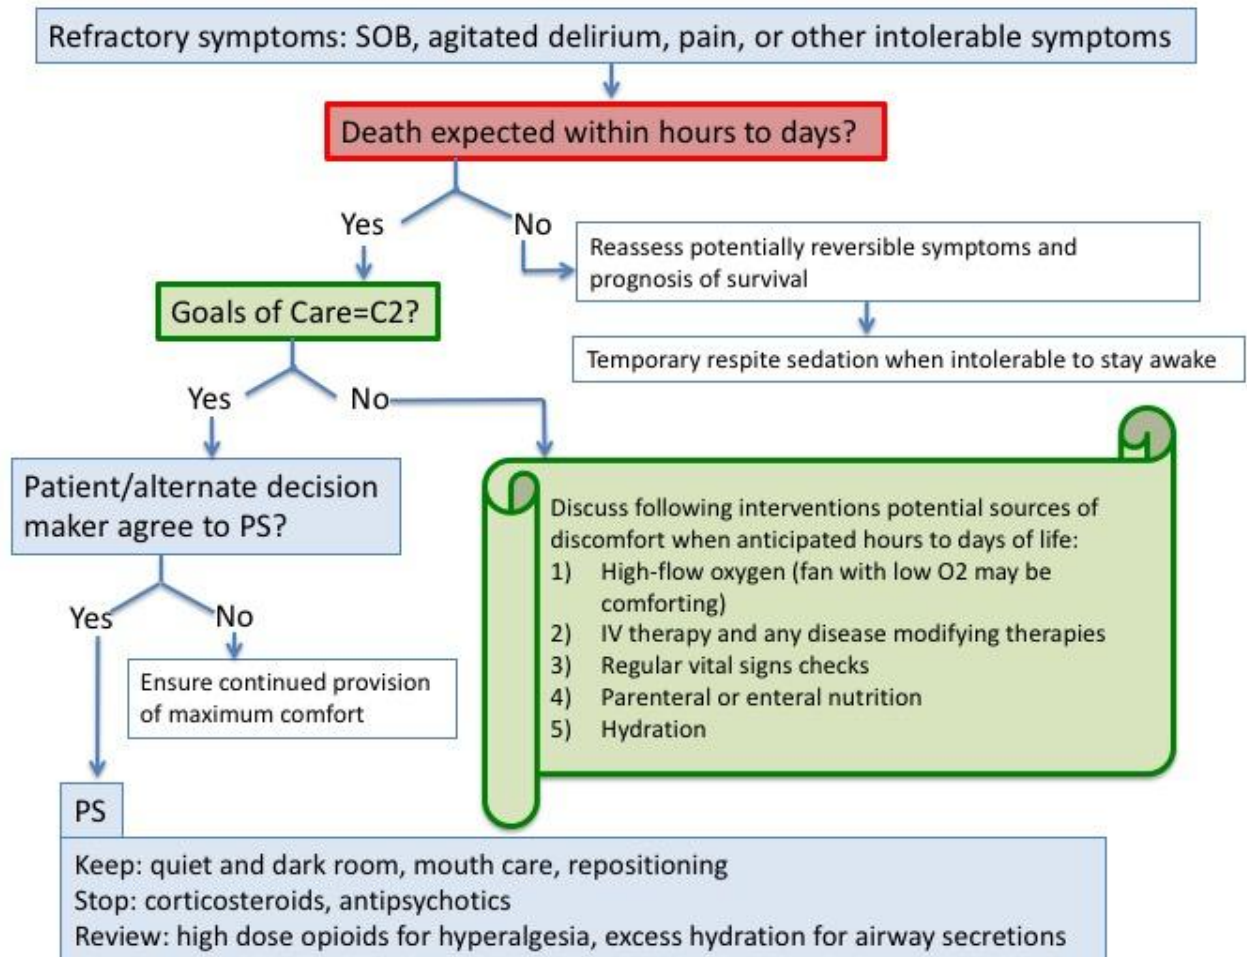 Refractory symptoms: SOB, agitated delirium, pain, or other intolerable symptoms
Death expected within hours to days?
Yes
No
Reassess potentially reversible symptoms and
prognosis of survival
Temporary respite sedation when intolerable to stay awake
Goals of Care=C2?
Yes
No
Patient/alternate decision
maker agree to PS?
Discuss following interventions potential sources of
discomfort when anticipated hours to days of life:
1) High-flow oxygen (fan with low O2 may be
comforting)
2) IV therapy and any disease modifying therapies
3) Regular vital signs checks
4) Parenteral or enteral nutrition
5) Hydration
Yes
No
Ensure continued provision
of maximum comfort
PS
Keep: quiet and dark room, mouth care, repositioning
Stop: corticosteroids, antipsychotics
Review: high dose opioids for hyperalgesia, excess hydration for airway secretions